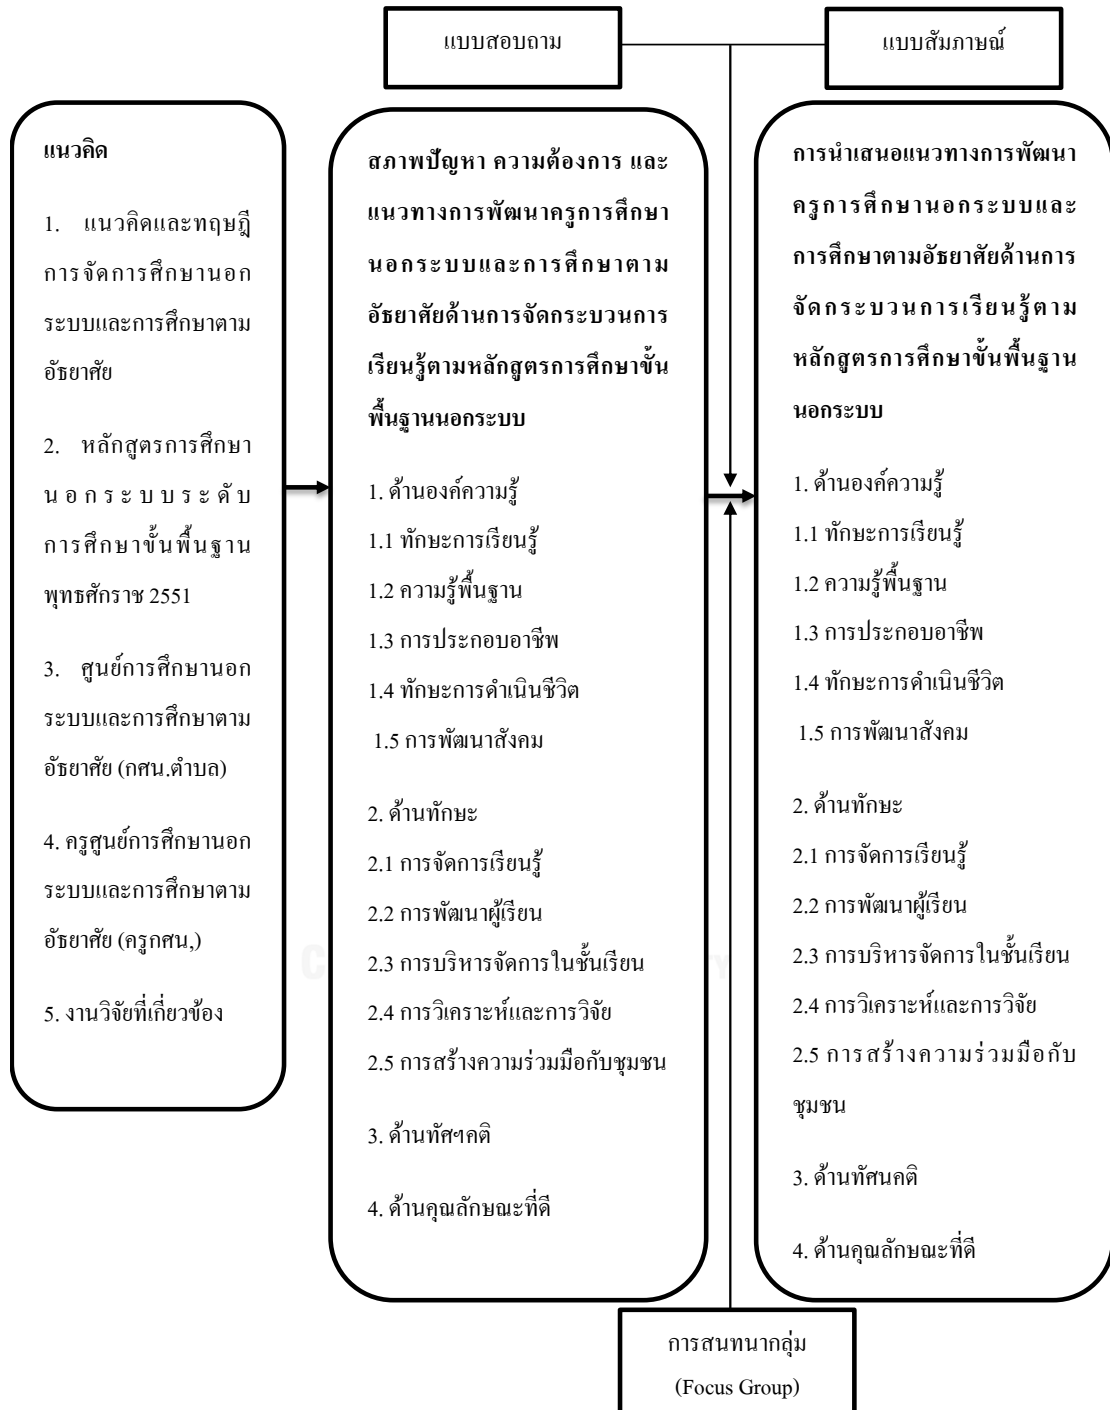 แบบสอบถาม
แบบสัมภาษณ์
แนวคิด
1. แนวคิดและทฤษฎี
การจัดการศึกษานอก
ระบบและการศึกษาตาม
อัธยาศัย
2. หลักสูตรการศึกษา
นอกระบบระดับ
การศึกษาขั้นพื้นฐาน
พุทธศักราช 2551
3. ศูนย์การศึกษานอก
ระบบและการศึกษาตาม
อัธยาศัย (กศน.ตำบล)
4. ครูศูนย์การศึกษานอก
ระบบและการศึกษาตาม
อัธยาศัย (ครูกศน,)
5. งานวิจัยที่เกี่ยวข้อง
สภาพปัญหา ความต้องการ และ
แนวทางการพัฒนาครูการศึกษา
นอกระบบและการศึกษาตาม
อัธยาศัยด้านการจัดกระบวนการ
เรียนรู้ตามหลักสูตรการศึกษาขั้น
พื้นฐานนอกระบบ
1. ด้านองค์ความรู้
1.1 ทักษะการเรียนรู้
1.2 ความรู้พื้นฐาน
1.3 การประกอบอาชีพ
1.4 ทักษะการดำเนินชีวิต
1.5 การพัฒนาสังคม
2. ด้านทักษะ
2.1 การจัดการเรียนรู้
2.2 การพัฒนาผู้เรียน
2.3 การบริหารจัดการในชั้นเรียน
2.4 การวิเคราะห์และการวิจัย
2.5 การสร้างความร่วมมือกับชุมชน
3. ด้านทัศฯคติ
4. ด้านคุณลักษณะที่ดี
การนำเสนอแนวทางการพัฒนา
ครูการศึกษานอกระบบและ
การศึกษาตามอัธยาศัยด้านการ
จัดกระบวนการเรียนรู้ตาม
หลักสูตรการศึกษาขั้นพื้นฐาน
นอกระบบ
1. ด้านองค์ความรู้
1.1 ทักษะการเรียนรู้
1.2 ความรู้พื้นฐาน
1.3 การประกอบอาชีพ
1.4 ทักษะการดำเนินชีวิต
1.5 การพัฒนาสังคม
2. ด้านทักษะ
2.1 การจัดการเรียนรู้
2.2 การพัฒนาผู้เรียน
2.3 การบริหารจัดการในชั้นเรียน
2.4 การวิเคราะห์และการวิจัย
2.5 การสร้างความร่วมมือกับ
ชุมชน
3. ด้านทัศนคติ
4. ด้านคุณลักษณะที่ดี
การสนทนากลุ่ม
(Focus Group)